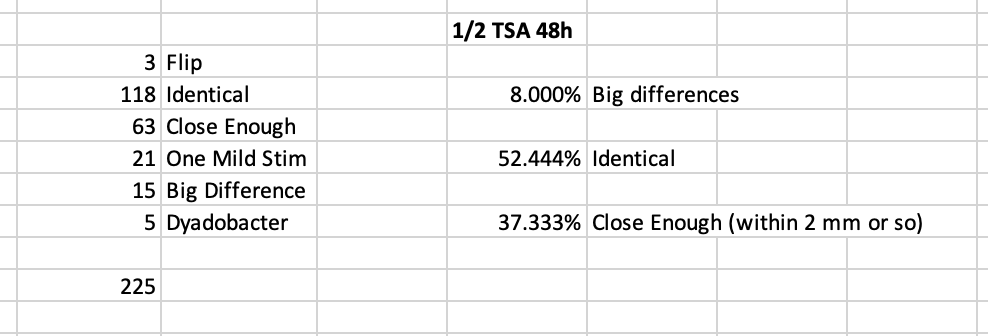 1/2 TSA 48h
3 Flip
118 Identical 8.000% Big differences
63 Close Enough
21 One Mild Stim 52.444% Identical
15 Big Difference
5 Dyadobacter 37.333% Close Enough (within 2 mm or so)
225